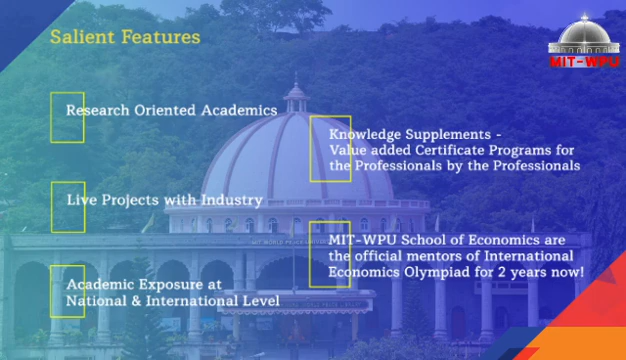 Salient Features
MIT-WPU
Research Oriented Academics
Live Projects with Industry
Academic Exposure at
National & International Level
Knowledge Supplements -
Value added Certificate Programs for
the Professionals by the Professionals
MIT-WPU School of Economics are
the official mentors of International
Economics Olympiad for 2 years now!